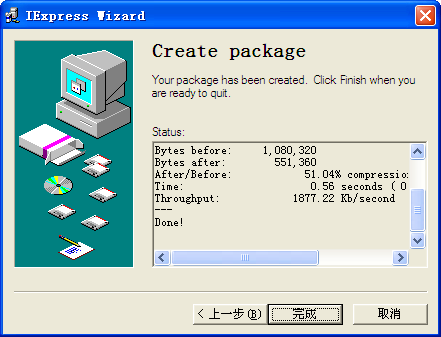 IExpress Wizard
Create package
Your package has been created. Click Finish when you
are ready to quit.
Status:
Bytes before: 1,080,320
Bytes after: 551,360
After/Before: 51.04% compression
Time: 0.56 seconds ( 0
Throughput: 1877.22 Kb/second
---
Done!
< 上一步(B) 完成 取消